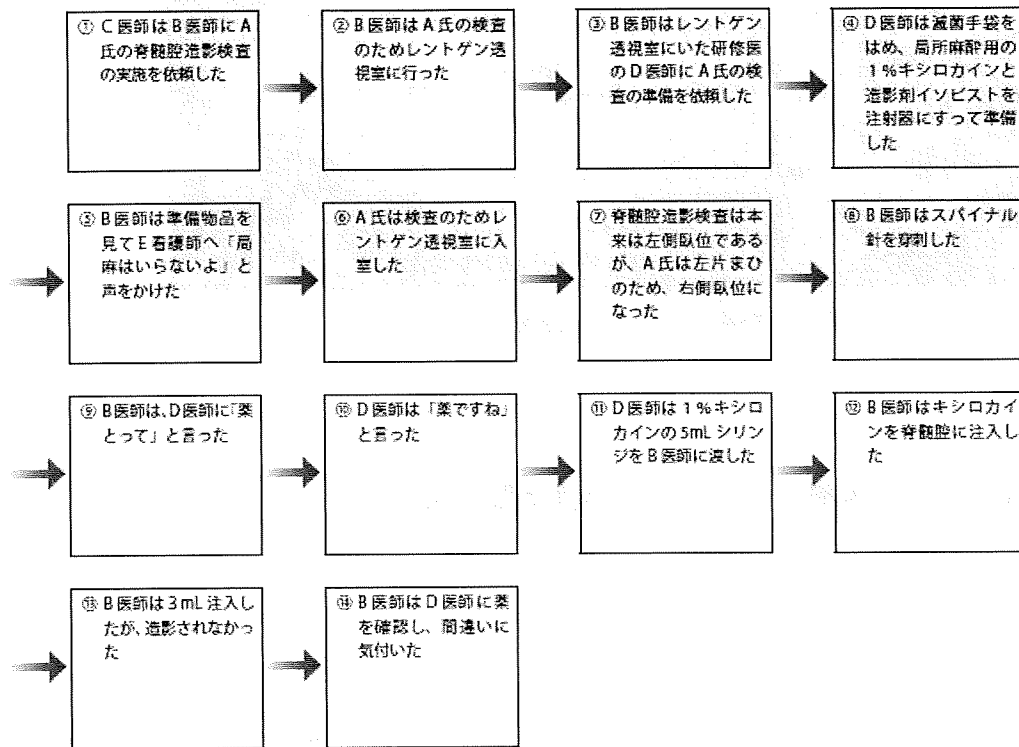 ① C医師はB医師にA
氏の脊髄腔造影検査
の実施を依頼した
② B医師はA氏の検査
のためレントゲン透
視室に行った
③ B医師はレントゲン
透視室にいた研修医
のD医師にA氏の検
査の準備を依頼した
④ D医師は滅菌手袋を
はめ、局所麻酔用の
1%キシロカインと
造影剤イソビストを
注射器にすって準備
した
⑤ B医師は準備物品を
見てE看護師へ「局
麻はいらないよ」と
声をかけた
⑥ A氏は検査のためレ
ントゲン透視室に入
室した
⑦ 脊髄腔造影検査は本
来は左側臥位である
が、A氏は左片まひ
のため、右側臥位に
なった
⑧ B医師はスパイナル
針を穿刺した
⑨ B医師は、D医師に「薬
とって」と言った
⑩ D医師は「薬ですね」
と言った
⑪ D医師は1%キシロ
カインの5mLシリン
ジをB医師に渡した
⑫ B医師はキシロカイ
ンを脊髄腔に注入し
た
⑬ B医師は3mL注入し
たが、造影されなかっ
た
⑭ B医師はD医師に薬
を確認し、間違いに
気付いた